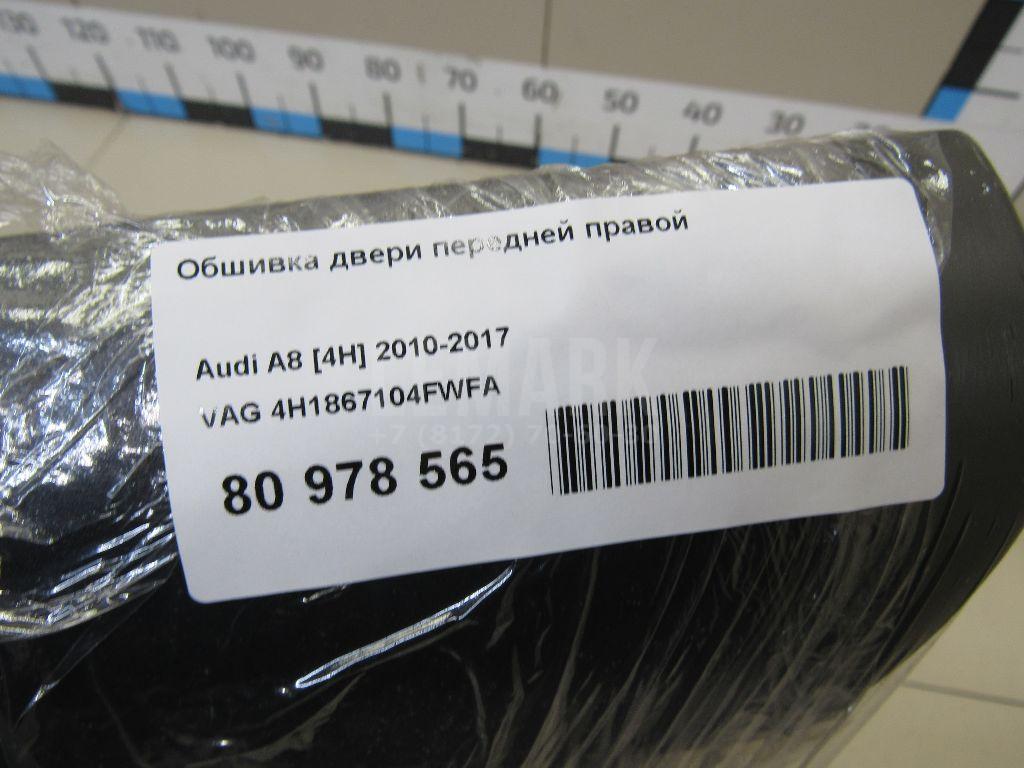 130 120 110 100 90 80 70 60 50 40 30
Обшивка двери передней правой
Audi A8 [4H] 2010-2017
VAG 4H1867104FWFA
80 978 565